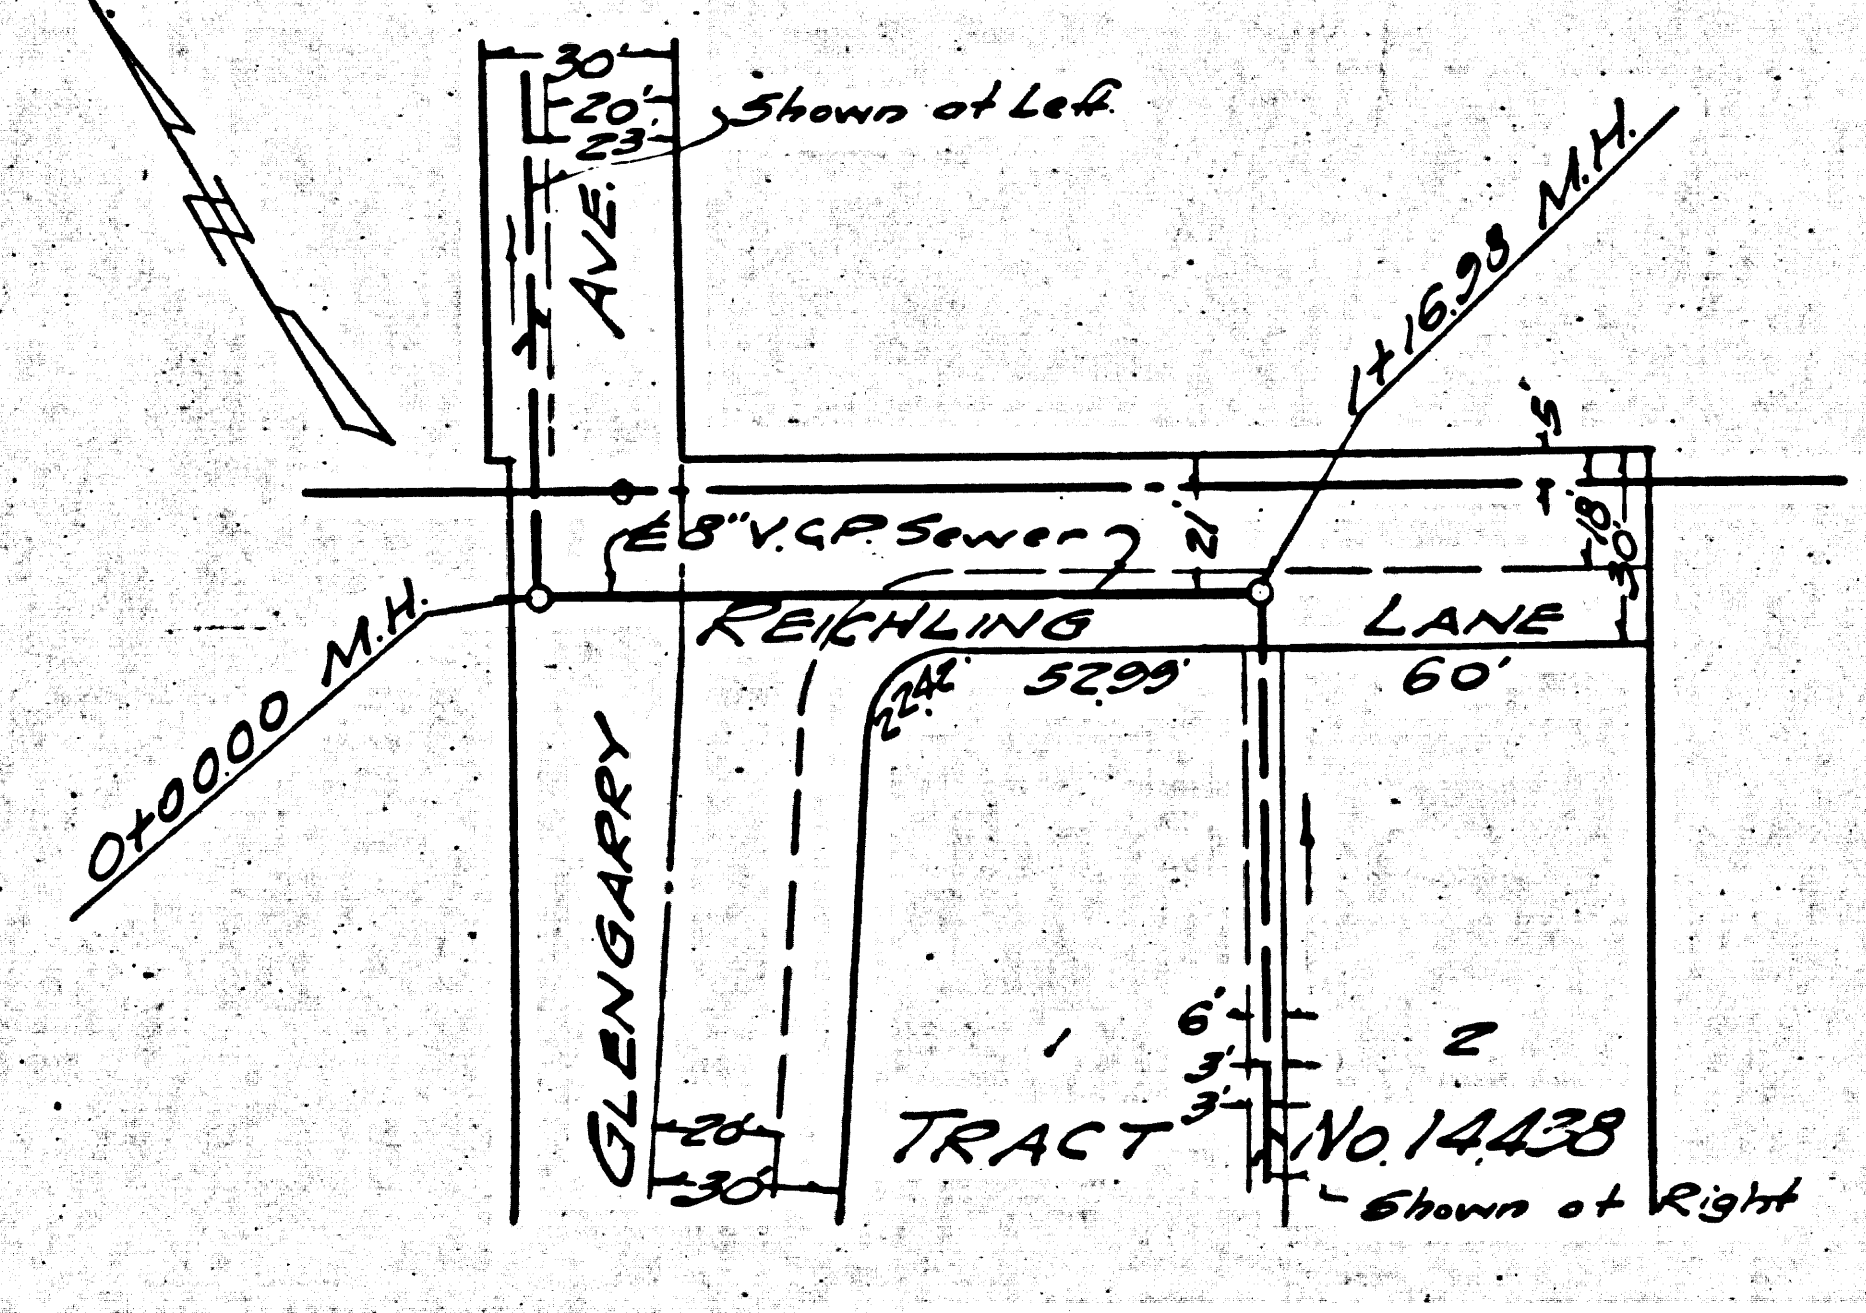 30'
20'
23'
Shown at Left.
AVE.
1+16.98 M.H.
5'
18'
30'
21'
℄ 8" V.C.P. Sewer
REICHLING LANE
0+00.00 M.H.
22.42'
52.99'
60'
GLENGARRY
6'
3'
3'
1
2
20'
30'
TRACT No. 14438
Shown at Right